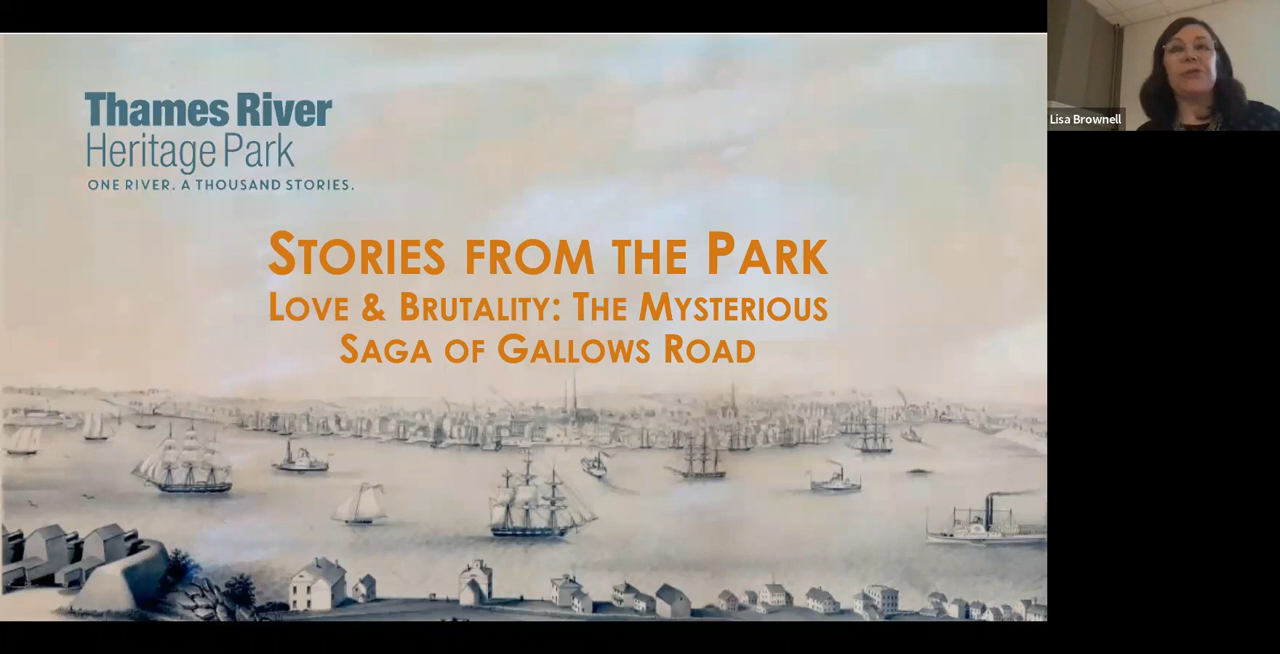 Thames River
Heritage Park
ONE RIVER. A THOUSAND STORIES.
STORIES FROM THE PARK
LOVE & BRUTALITY: THE MYSTERIOUS
SAGA OF GALLOWS ROAD
Lisa Brownell